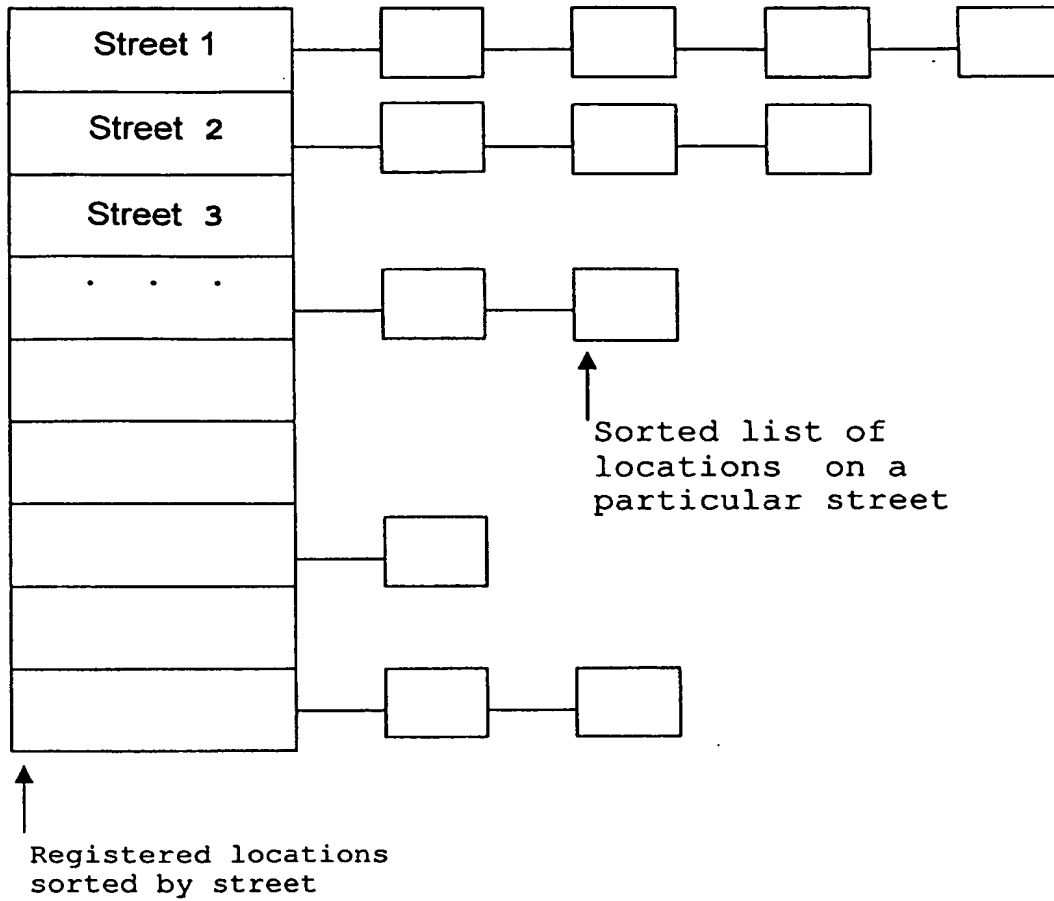 Street 1
Street 2
Street 3
. . .
Sorted list of
locations on a
particular street
Registered locations
sorted by street